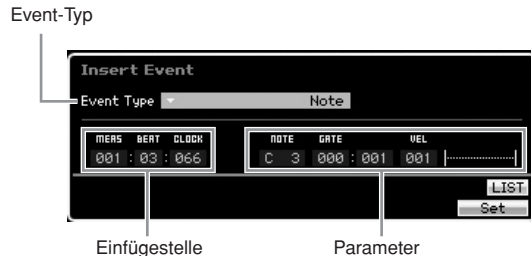 Event-Typ
Insert Event
Event Type Note
MEAS BEAT CLOCK NOTE GATE VEL
001 : 03 : 066 C 3 000 : 001 001
LIST
Set
Einfügestelle Parameter